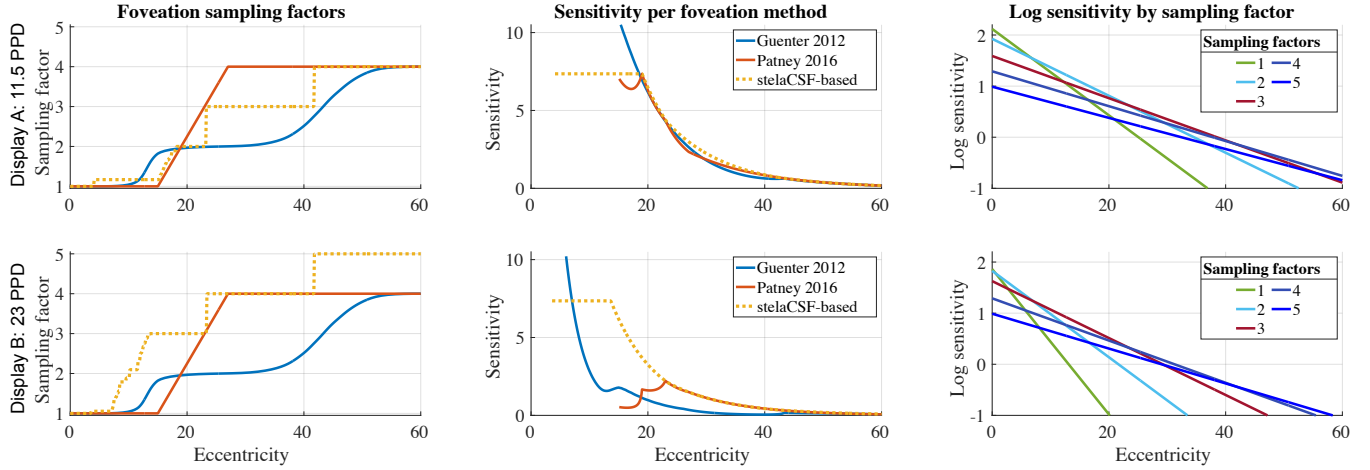 Foveation sampling factors
Sensitivity per foveation method
Log sensitivity by sampling factor
Display A: 11.5 PPD
Sampling factor
5
4
3
2
1
0 20 40 60
Sensitivity
10
5
0
0 20 40 60
Guenter 2012
Patney 2016
stelaCSF-based
Log sensitivity
2
1
0
-1
0 20 40 60
Sampling factors
1 4
2 5
3
Display B: 23 PPD
Sampling factor
5
4
3
2
1
0 20 40 60
Eccentricity
Sensitivity
10
5
0
0 20 40 60
Eccentricity
Guenter 2012
Patney 2016
stelaCSF-based
Log sensitivity
2
1
0
-1
0 20 40 60
Eccentricity
Sampling factors
1 4
2 5
3